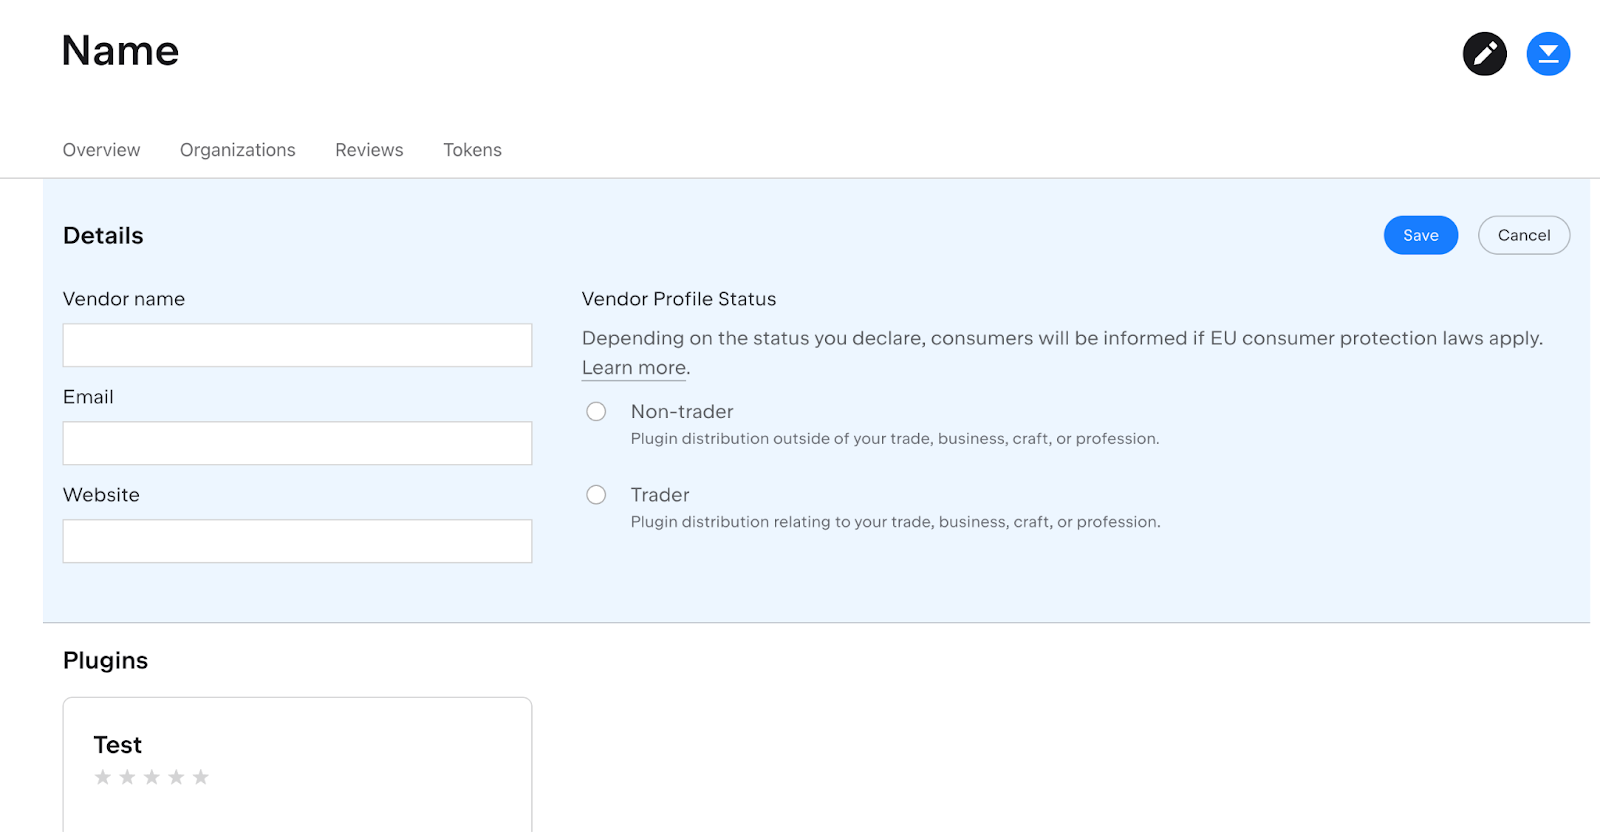 Name
Overview Organizations Reviews Tokens
Details
Save Cancel
Vendor name
Email
Website
Vendor Profile Status
Depending on the status you declare, consumers will be informed if EU consumer protection laws apply.
Learn more.
Non-trader
Plugin distribution outside of your trade, business, craft, or profession.
Trader
Plugin distribution relating to your trade, business, craft, or profession.
Plugins
Test